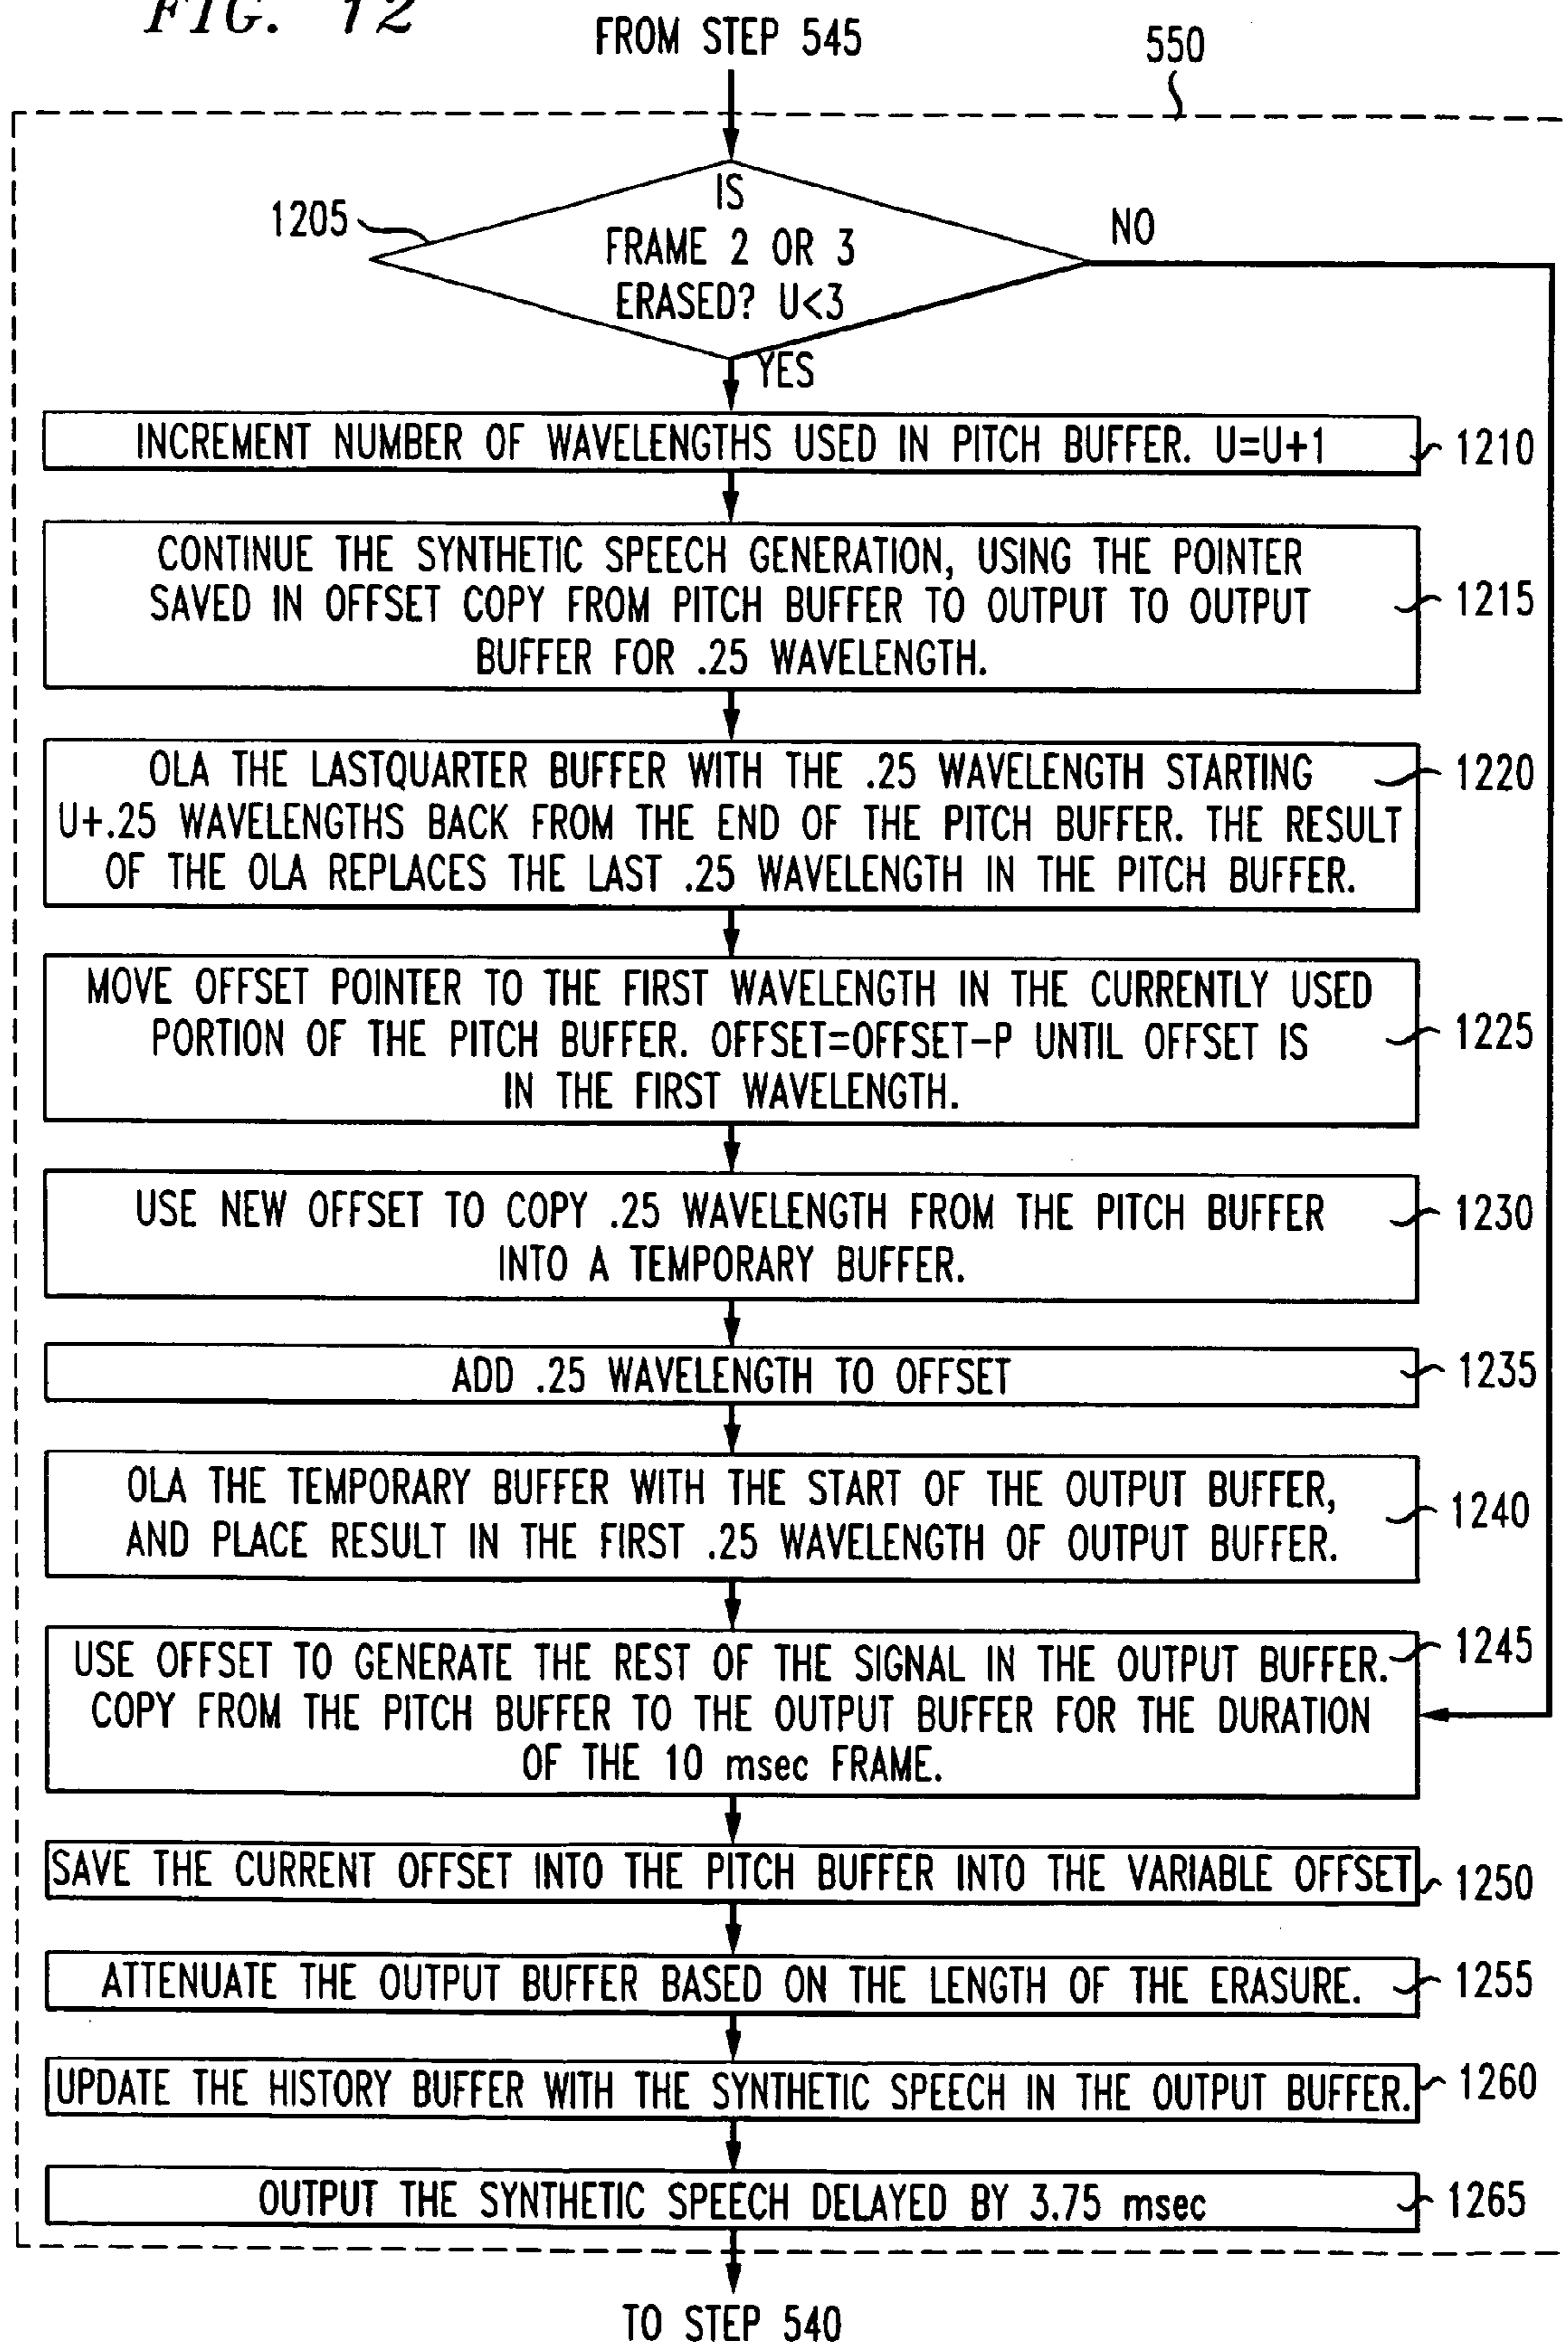 FIG. 12
FROM STEP 545
550
1205
IS
FRAME 2 OR 3
ERASED? U<3
NO
YES
INCREMENT NUMBER OF WAVELENGTHS USED IN PITCH BUFFER. U=U+1
1210
CONTINUE THE SYNTHETIC SPEECH GENERATION, USING THE POINTER
SAVED IN OFFSET COPY FROM PITCH BUFFER TO OUTPUT TO OUTPUT
BUFFER FOR .25 WAVELENGTH.
1215
OLA THE LASTQUARTER BUFFER WITH THE .25 WAVELENGTH STARTING
U+.25 WAVELENGTHS BACK FROM THE END OF THE PITCH BUFFER. THE RESULT
OF THE OLA REPLACES THE LAST .25 WAVELENGTH IN THE PITCH BUFFER.
1220
MOVE OFFSET POINTER TO THE FIRST WAVELENGTH IN THE CURRENTLY USED
PORTION OF THE PITCH BUFFER. OFFSET=OFFSET-P UNTIL OFFSET IS
IN THE FIRST WAVELENGTH.
1225
USE NEW OFFSET TO COPY .25 WAVELENGTH FROM THE PITCH BUFFER
INTO A TEMPORARY BUFFER.
1230
ADD .25 WAVELENGTH TO OFFSET
1235
OLA THE TEMPORARY BUFFER WITH THE START OF THE OUTPUT BUFFER,
AND PLACE RESULT IN THE FIRST .25 WAVELENGTH OF OUTPUT BUFFER.
1240
USE OFFSET TO GENERATE THE REST OF THE SIGNAL IN THE OUTPUT BUFFER.
COPY FROM THE PITCH BUFFER TO THE OUTPUT BUFFER FOR THE DURATION
OF THE 10 msec FRAME.
1245
SAVE THE CURRENT OFFSET INTO THE PITCH BUFFER INTO THE VARIABLE OFFSET
1250
ATTENUATE THE OUTPUT BUFFER BASED ON THE LENGTH OF THE ERASURE.
1255
UPDATE THE HISTORY BUFFER WITH THE SYNTHETIC SPEECH IN THE OUTPUT BUFFER.
1260
OUTPUT THE SYNTHETIC SPEECH DELAYED BY 3.75 msec
1265
TO STEP 540